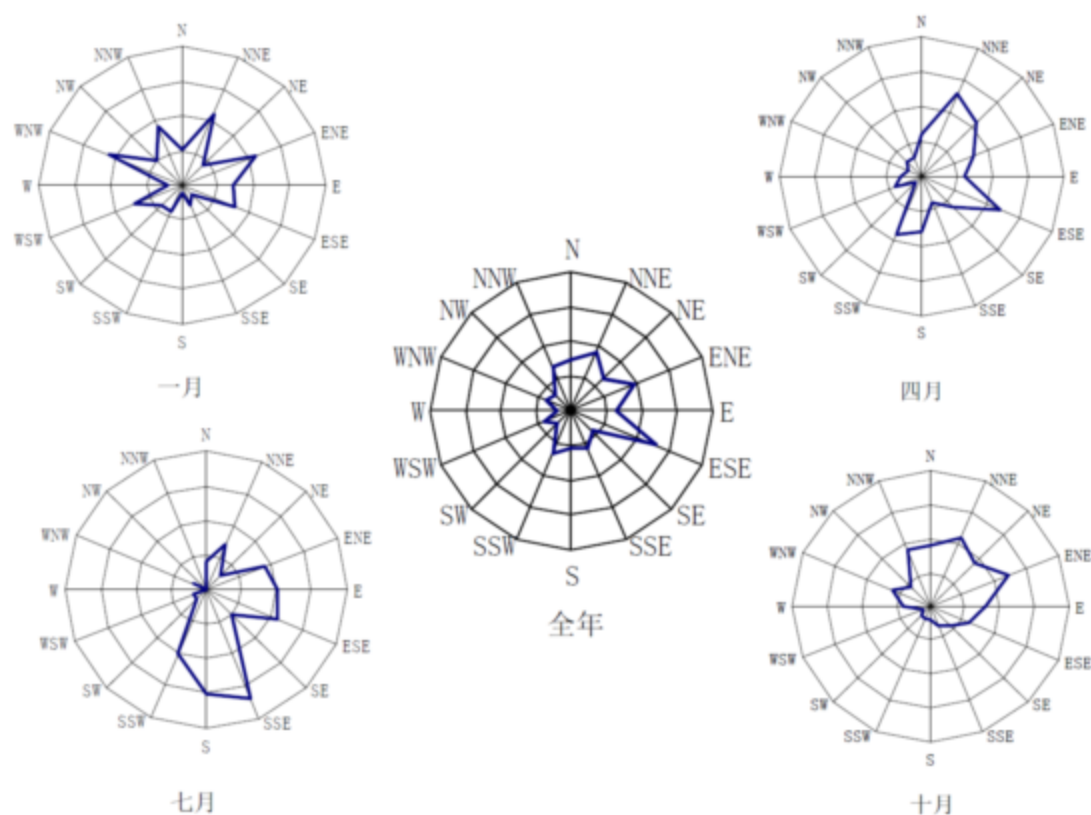 N
NNW NNE
NW NE
WNW ENE
W E
WSW ESE
SW SE
SSW SSE
S
一月
N
NNW NNE
NW NE
WNW ENE
W E
WSW ESE
SW SE
SSW SSE
S
四月
N
NNW NNE
NW NE
WNW ENE
W E
WSW ESE
SW SE
SSW SSE
S
全年
N
NNW NNE
NW NE
WNW ENE
W E
WSW ESE
SW SE
SSW SSE
S
七月
N
NNW NNE
NW NE
WNW ENE
W E
WSW ESE
SW SE
SSW SSE
S
十月